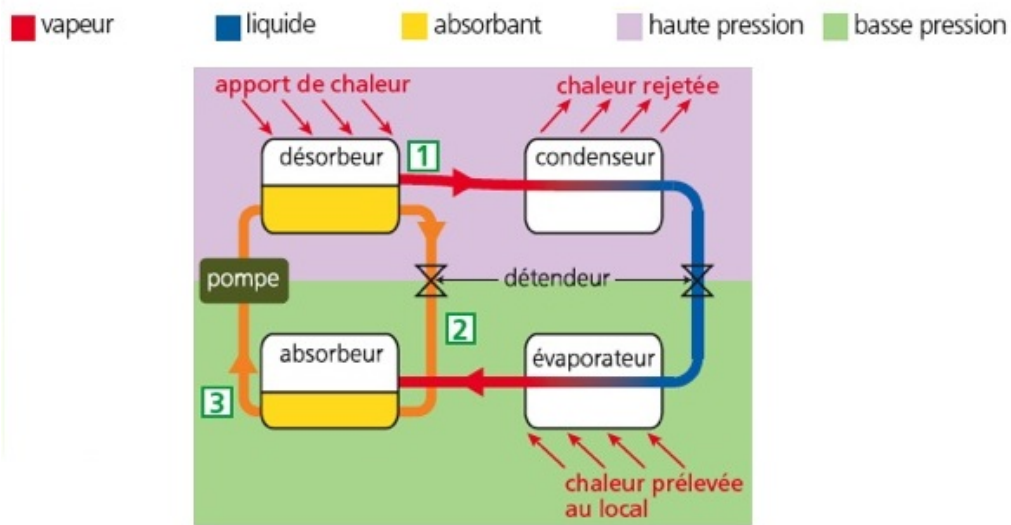 vapeur liquide absorbant haute pression basse pression
apport de chaleur chaleur rejetée
désorbeur 1 condenseur
pompe détendeur
2
absorbeur évaporateur
3
chaleur prélevée
au local